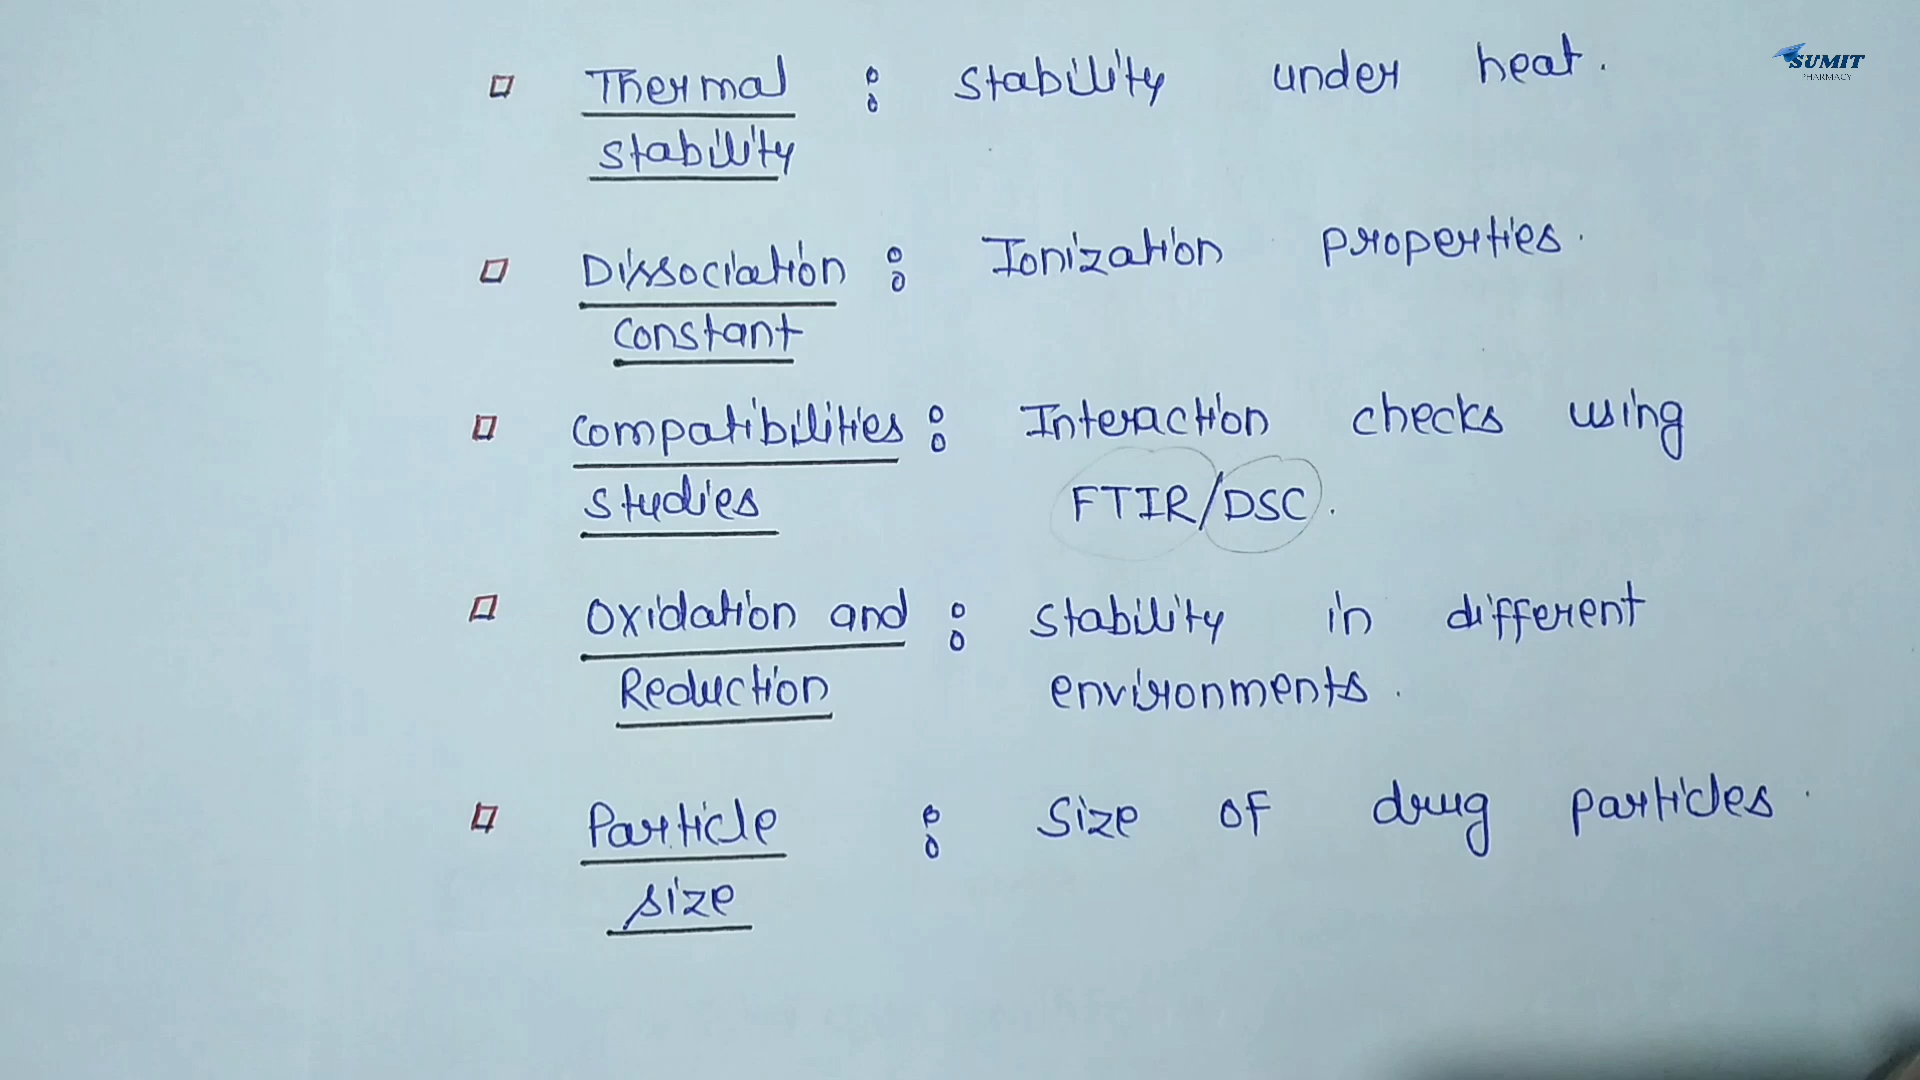 SUMIT
PHARMACY
Thermal : stability under heat.
stability
Dissociation : Ionization properties.
constant
Compatibilities : Interaction checks using
studies FTIR/DSC.
Oxidation and : stability in different
Reduction environments.
Particle : Size of drug particles
size